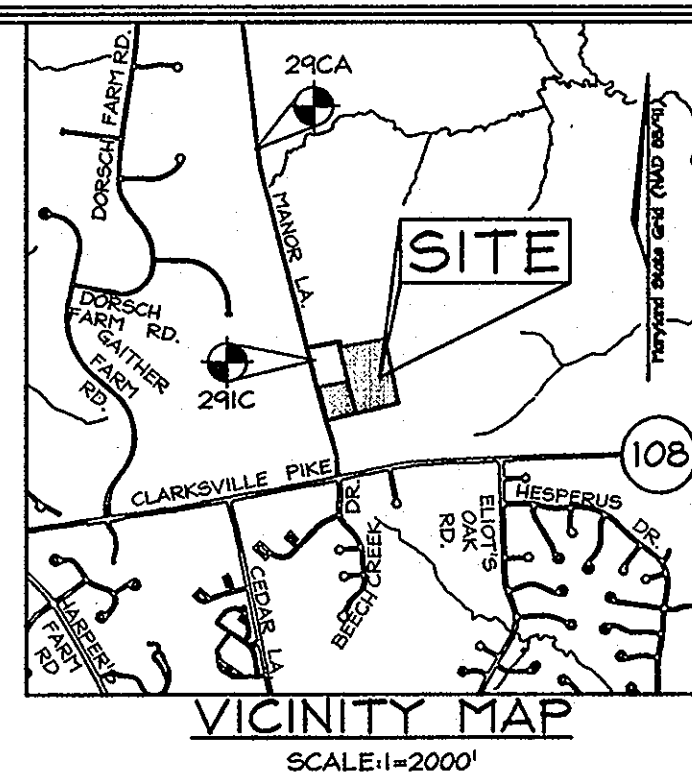 29CA
DORSCH FARM RD.
MANOR LA.
Maryland State Grid (NAD 83/91)
SITE
DORSCH
FARM RD.
GAITHER
FARM
RD.
291C
108
CLARKSVILLE PIKE
DR.
BEECH CREEK
ELIOT'S
OAK
RD.
HESPERUS
DR.
CEDAR LA
HARPER'S
FARM
RD
VICINITY MAP
SCALE:1=2000'